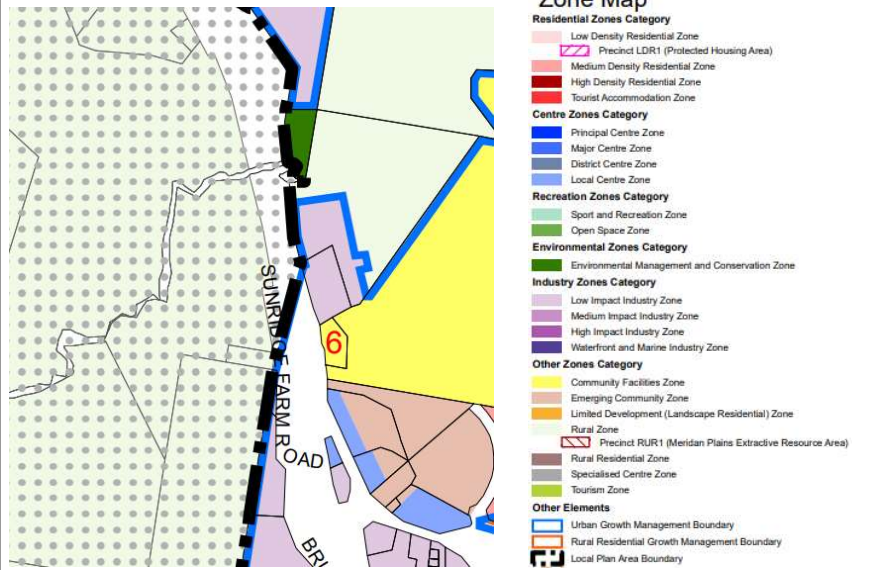 Zone Map
Residential Zones Category
Low Density Residential Zone
Precinct LDR1 (Protected Housing Area)
Medium Density Residential Zone
High Density Residential Zone
Tourist Accommodation Zone
Centre Zones Category
Principal Centre Zone
Major Centre Zone
District Centre Zone
Local Centre Zone
Recreation Zones Category
Sport and Recreation Zone
Open Space Zone
Environmental Zones Category
Environmental Management and Conservation Zone
Industry Zones Category
Low Impact Industry Zone
Medium Impact Industry Zone
High Impact Industry Zone
Waterfront and Marine Industry Zone
Other Zones Category
Community Facilities Zone
Emerging Community Zone
Limited Development (Landscape Residential) Zone
Rural Zone
Precinct RUR1 (Meridan Plains Extractive Resource Area)
Rural Residential Zone
Specialised Centre Zone
Tourism Zone
Other Elements
Urban Growth Management Boundary
Rural Residential Growth Management Boundary
Local Plan Area Boundary
SUNRIDGE FARM ROAD
6